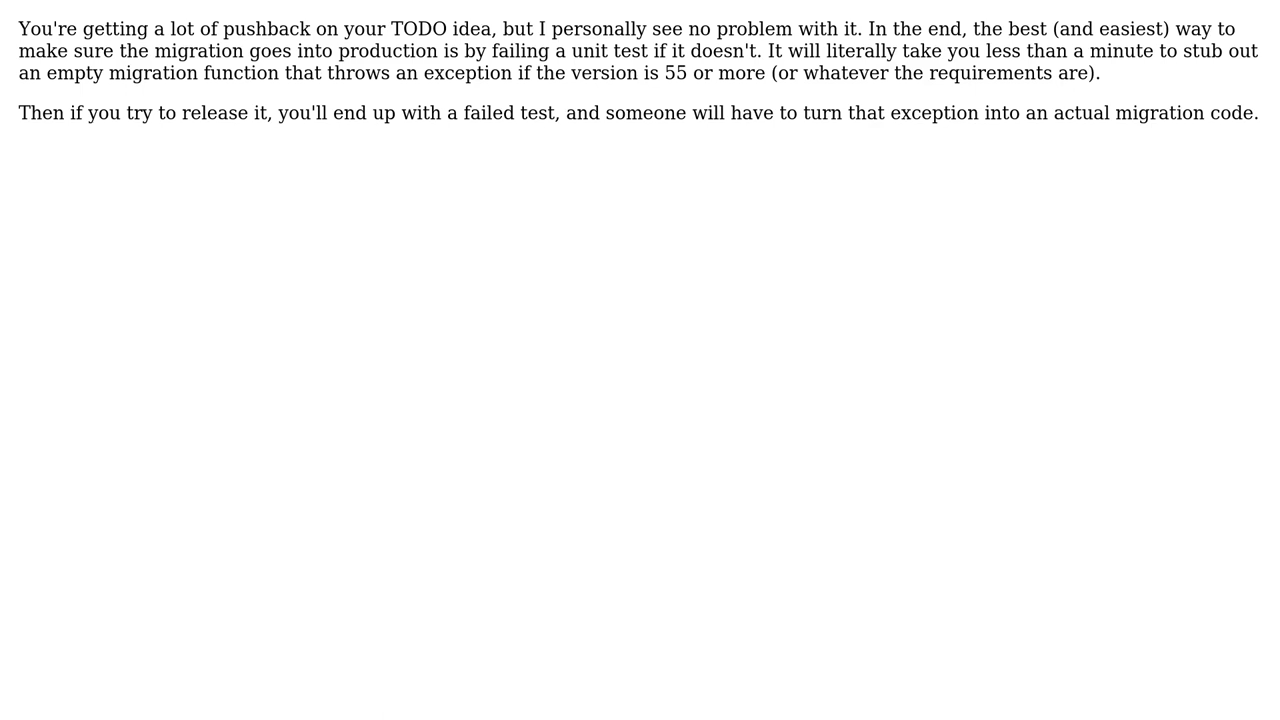 You're getting a lot of pushback on your TODO idea, but I personally see no problem with it. In the end, the best (and easiest) way to
make sure the migration goes into production is by failing a unit test if it doesn't. It will literally take you less than a minute to stub out
an empty migration function that throws an exception if the version is 55 or more (or whatever the requirements are).
Then if you try to release it, you'll end up with a failed test, and someone will have to turn that exception into an actual migration code.